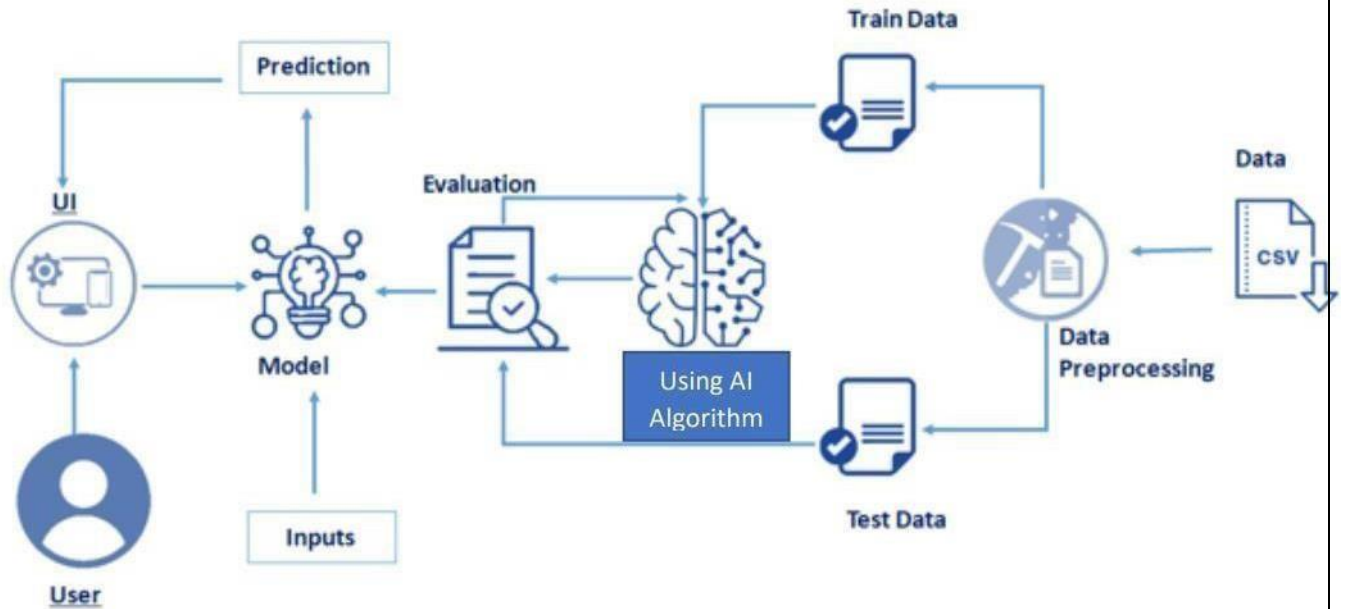 Train Data
Prediction
Data
Evaluation
UI
CSV
Data
Preprocessing
Model
Using AI
Algorithm
Test Data
Inputs
User